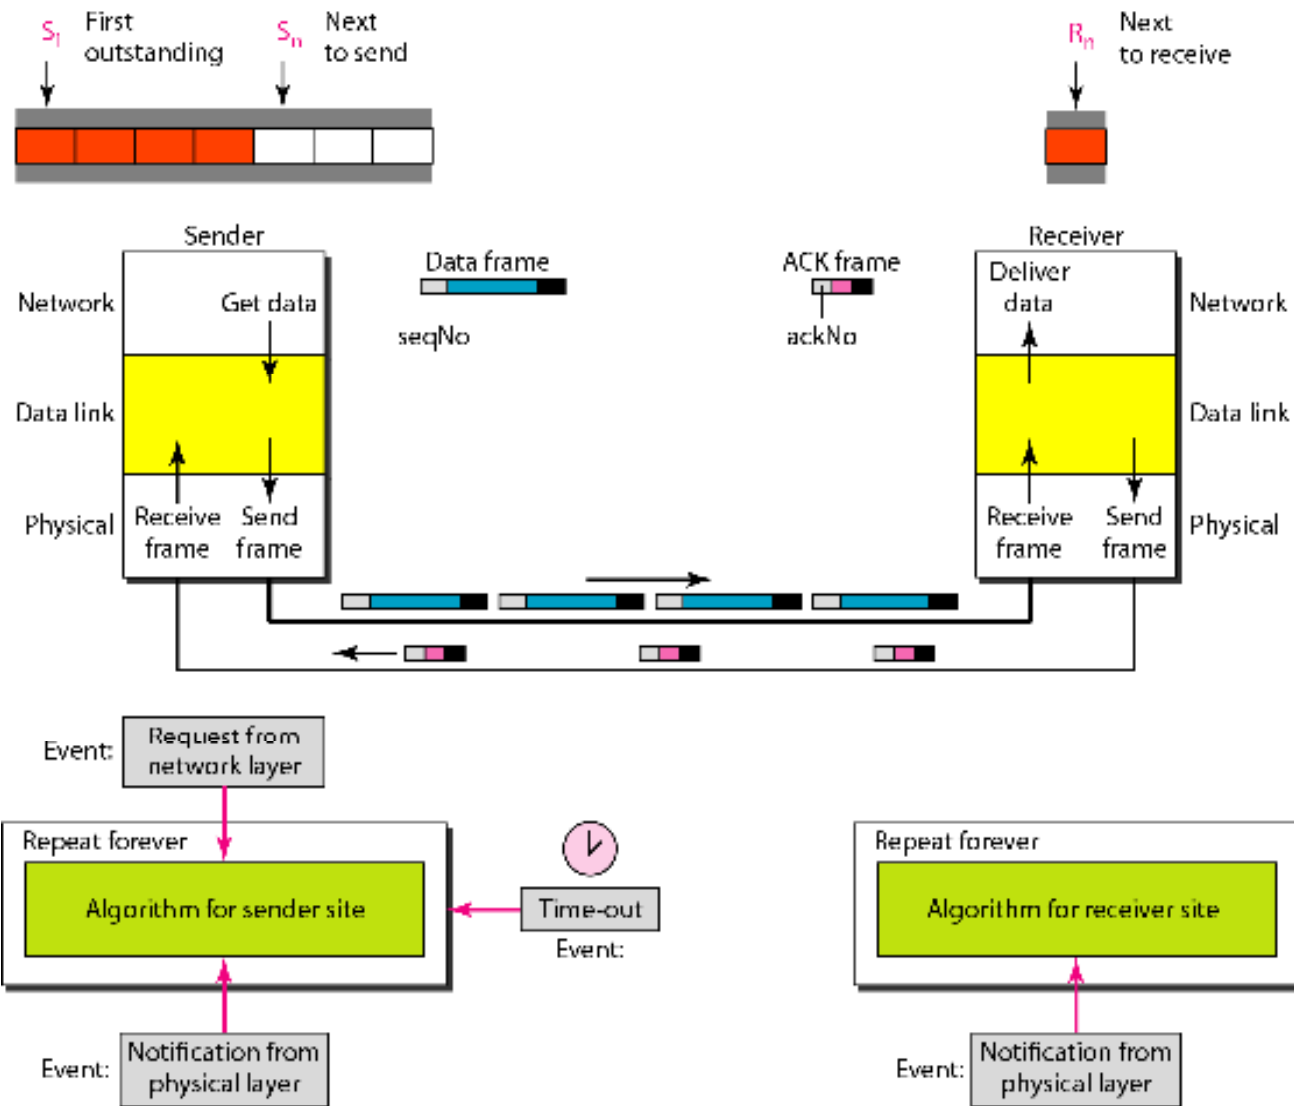 Sf First
outstanding
Sn Next
to send
Rn Next
to receive
Sender
Receiver
Data frame
ACK frame
seqNo
ackNo
Network
Get data
Deliver
data
Network
Data link
Data link
Physical
Receive
frame
Send
frame
Receive
frame
Send
frame
Physical
Event:
Request from
network layer
Repeat forever
Algorithm for sender site
Time-out
Event:
Repeat forever
Algorithm for receiver site
Event:
Notification from
physical layer
Event:
Notification from
physical layer